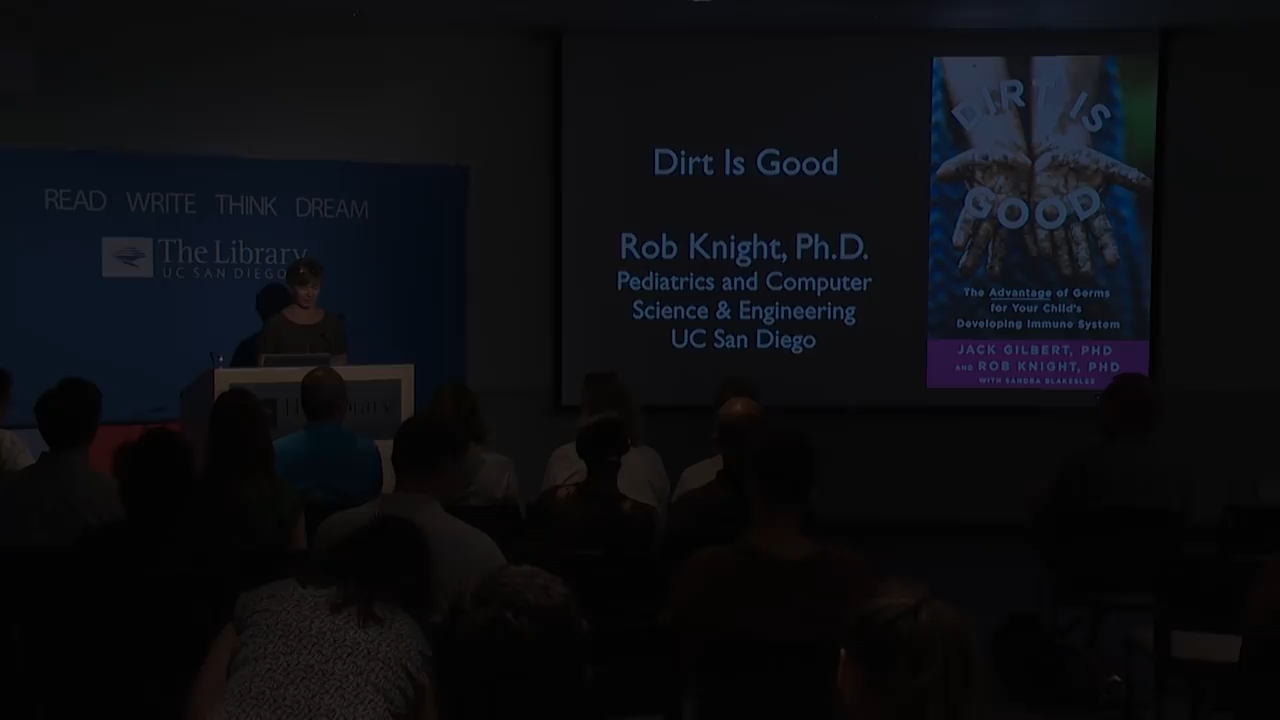 READ WRITE THINK DREAM
The Library
UC SAN DIEGO
The Library
Dirt Is Good
Rob Knight, Ph.D.
Pediatrics and Computer
Science & Engineering
UC San Diego
DIRT IS
GOOD
The Advantage of Germs
for Your Child's
Developing Immune System
JACK GILBERT, PHD
AND ROB KNIGHT, PHD
WITH SANDRA BLAKESLEE